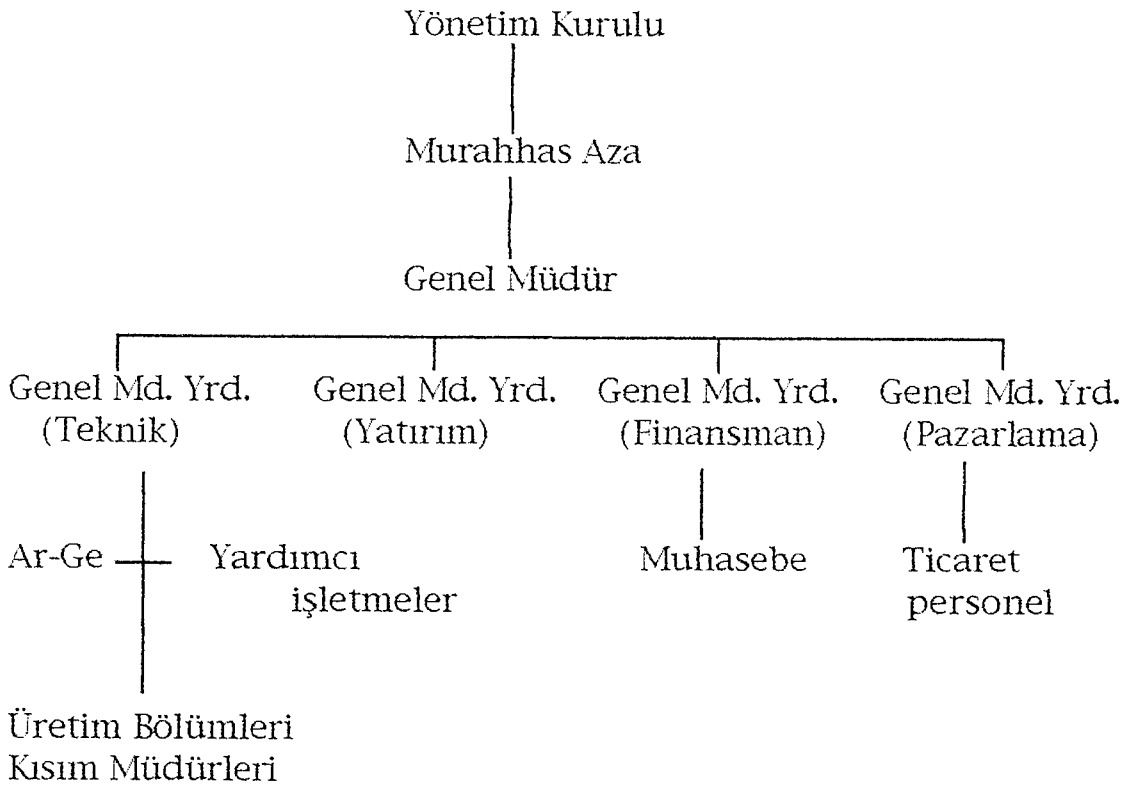 Yönetim Kurulu
Murahhas Aza
Genel Müdür
Genel Md. Yrd. Genel Md. Yrd. Genel Md. Yrd. Genel Md. Yrd.
(Teknik) (Yatırım) (Finansman) (Pazarlama)
Ar-Ge Yardımcı Muhasebe Ticaret
işletmeler personel
Üretim Bölümleri
Kısım Müdürleri